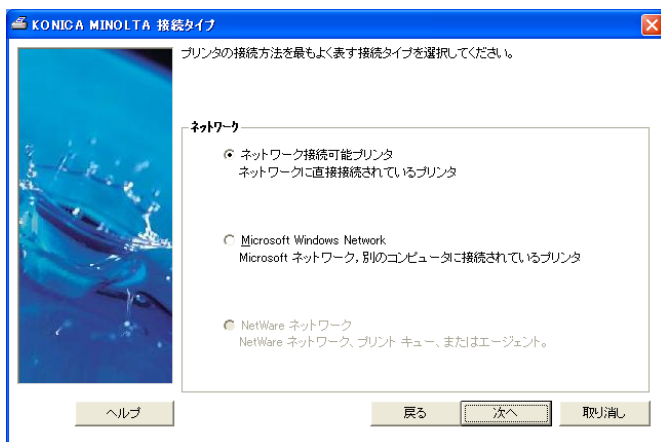 KONICA MINOLTA 接続タイプ
プリンタの接続方法を最もよく表す接続タイプを選択してください。
ネットワーク
ネットワーク接続可能プリンタ
ネットワークに直接接続されているプリンタ
Microsoft Windows Network
Microsoft ネットワーク, 別のコンピュータに接続されているプリンタ
NetWare ネットワーク
NetWare ネットワーク、プリント キュー、またはエージェント。
ヘルプ 戻る 次へ 取り消し